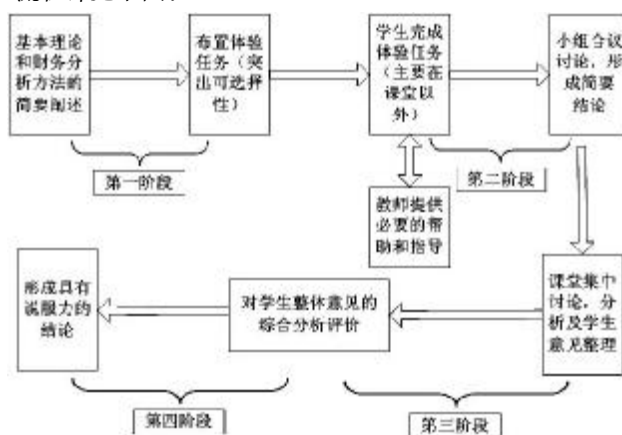 基本理论
和财务分
析方法的
简要阐述
布置体验
任务（突
出可选择
性）
学生完成
体验任务
（主要在
课堂以
外）
小组合议
讨论，形
成简要
结论
第一阶段
第二阶段
教师提供
必要的帮
助和指导
形成具有
说服力的
结论
对学生整体意见的
综合分析评价
课堂集中
讨论，分
析及学生
意见整理
第四阶段
第三阶段